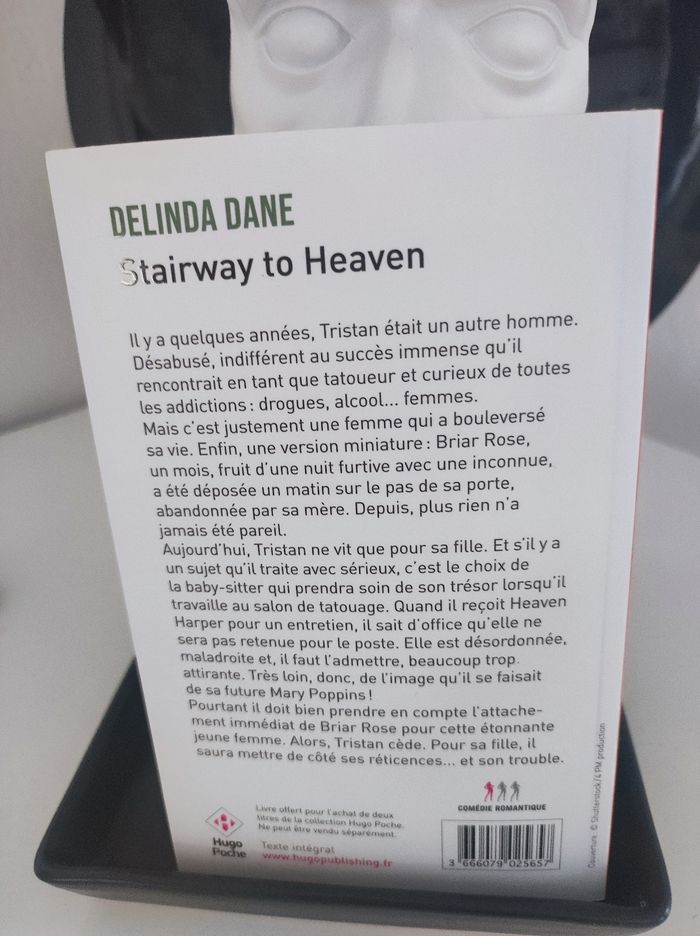 DELINDA DANE
Stairway to Heaven
Il y a quelques années, Tristan était un autre homme.
Désabusé, indifférent au succès immense qu'il
rencontrait en tant que tatoueur et curieux de toutes
les addictions : drogues, alcool... femmes.
Mais c'est justement une femme qui a bouleversé
sa vie. Enfin, une version miniature : Briar Rose,
un mois, fruit d'une nuit furtive avec une inconnue,
a été déposée un matin sur le pas de sa porte,
abandonnée par sa mère. Depuis, plus rien n'a
jamais été pareil.
Aujourd'hui, Tristan ne vit que pour sa fille. Et s'il y a
un sujet qu'il traite avec sérieux, c'est le choix de
la baby-sitter qui prendra soin de son trésor lorsqu'il
travaille au salon de tatouage. Quand il reçoit Heaven
Harper pour un entretien, il sait d'office qu'elle ne
sera pas retenue pour le poste. Elle est désordonnée,
maladroite et, il faut l'admettre, beaucoup trop
attirante. Très loin, donc, de l'image qu'il se faisait
de sa future Mary Poppins !
Pourtant il doit bien prendre en compte l'attache-
ment immédiat de Briar Rose pour cette étonnante
jeune femme. Alors, Tristan cède. Pour sa fille, il
saura mettre de côté ses réticences... et son trouble.
COMÉDIE ROMANTIQUE
Livre offert pour l'achat de deux
titres de la collection Hugo Poche.
Ne peut être vendu séparément.
Hugo
Poche
Texte intégral
www.hugopublishing.fr
3 666079 025657
Couverture : © Shutterstock / 4 PM production